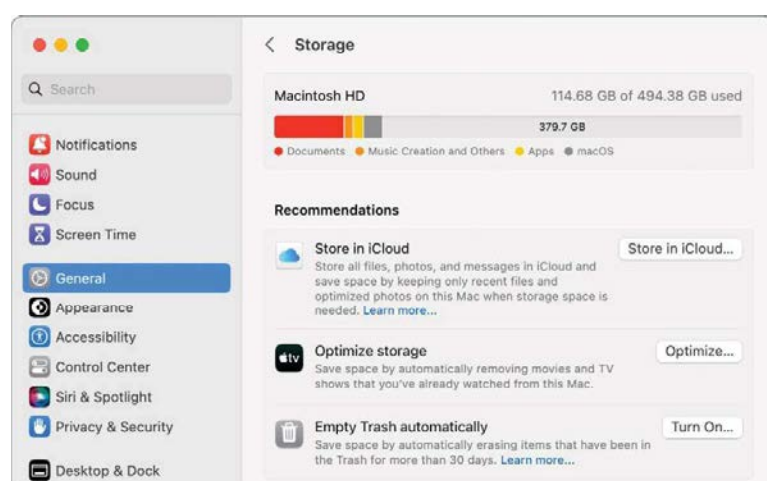 Storage
Search
Notifications
Sound
Focus
Screen Time
General
Appearance
Accessibility
Control Center
Siri & Spotlight
Privacy & Security
Desktop & Dock
Macintosh HD
114.68 GB of 494.38 GB used
379.7 GB
Documents Music Creation and Others Apps macOS
Recommendations
Store in iCloud
Store in iCloud...
Store all files, photos, and messages in iCloud and
save space by keeping only recent files and
optimized photos on this Mac when storage space is
needed. Learn more...
tv
Optimize storage
Optimize...
Save space by automatically removing movies and TV
shows that you've already watched from this Mac.
Empty Trash automatically
Turn On...
Save space by automatically erasing items that have been in
the Trash for more than 30 days. Learn more...